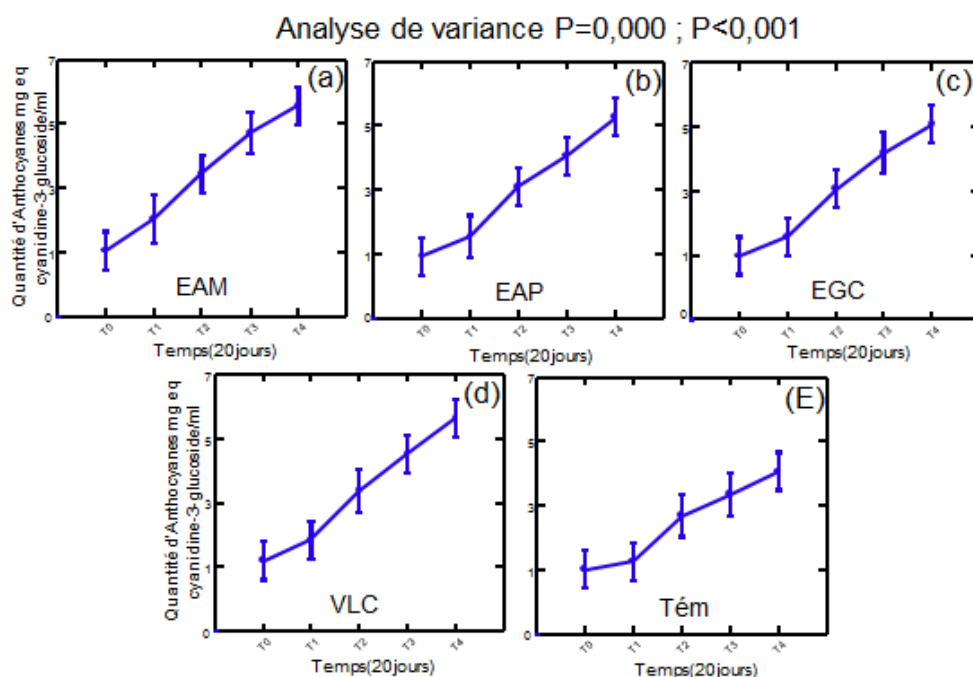 Analyse de variance P=0,000 ; P<0,001
Quantité d'Anthocyanes mg eq
cyanidine-3-glucoside/ml
7
5
3
1
0
(a)
EAM
T0 T1 T2 T3 T4
Temps(20jours)
7
5
3
1
0
(b)
EAP
T0 T1 T2 T3 T4
Temps(20jours)
7
5
3
1
0
(c)
EGC
T0 T1 T2 T3 T4
Temps(20jours)
Quantité d'Anthocyanes mg eq
cyanidine-3-glucoside/ml
7
5
3
1
0
(d)
VLC
T0 T1 T2 T3 T4
Temps(20jours)
7
5
3
1
0
(E)
Tém
T0 T1 T2 T3 T4
Temps(20jours)